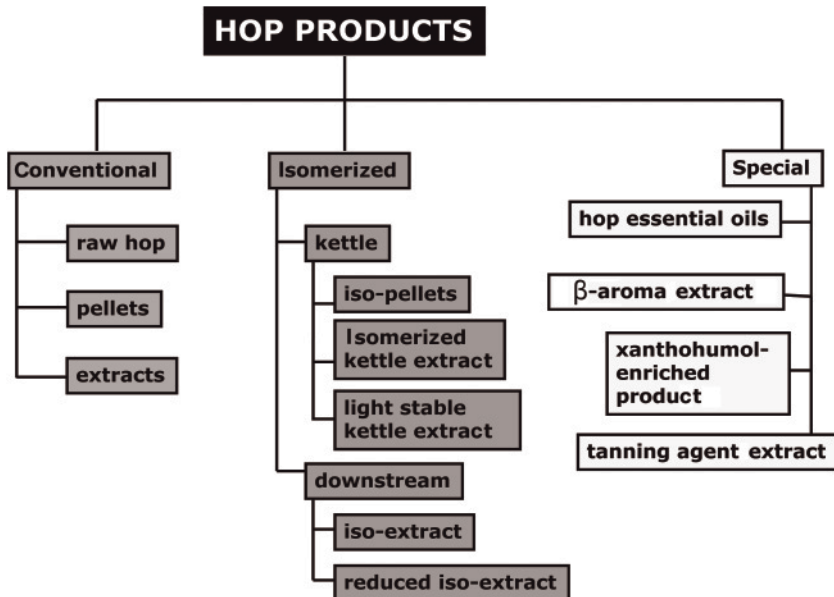 HOP PRODUCTS
Conventional
raw hop
pellets
extracts
Isomerized
kettle
iso-pellets
Isomerized
kettle extract
light stable
kettle extract
downstream
iso-extract
reduced iso-extract
Special
hop essential oils
β-aroma extract
xanthohumol-
enriched
product
tanning agent extract